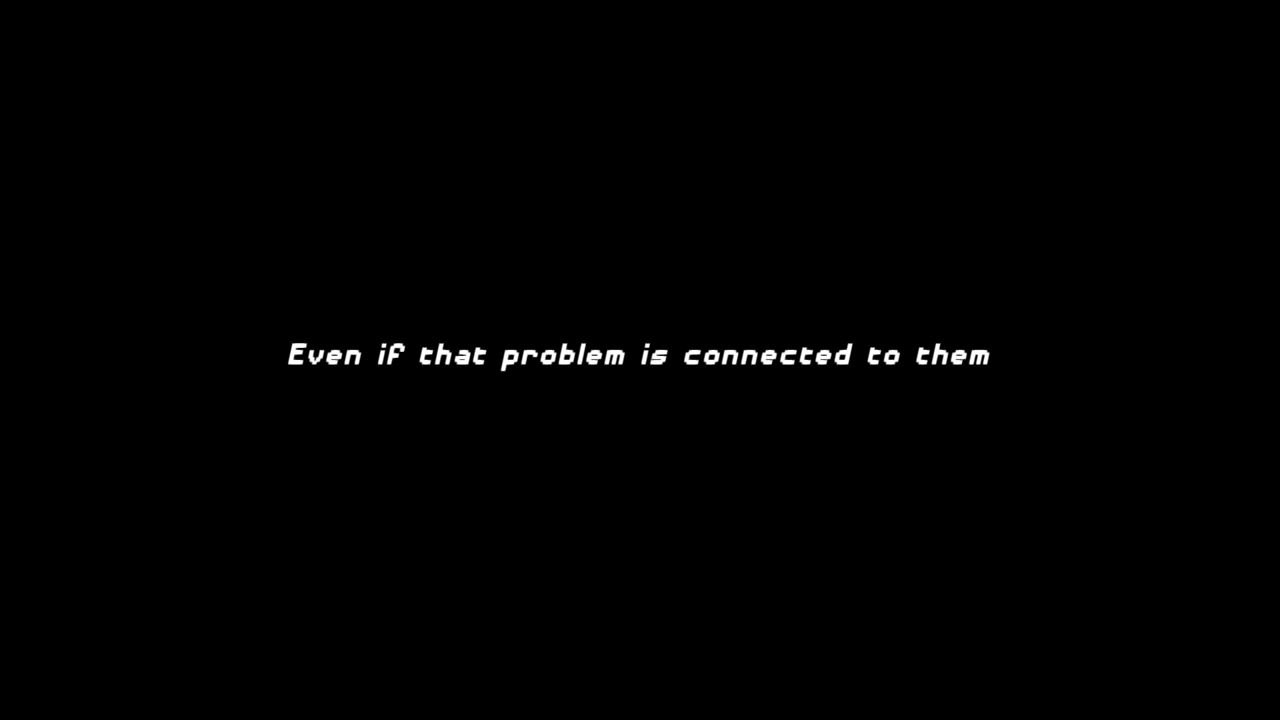 Even if that problem is connected to them